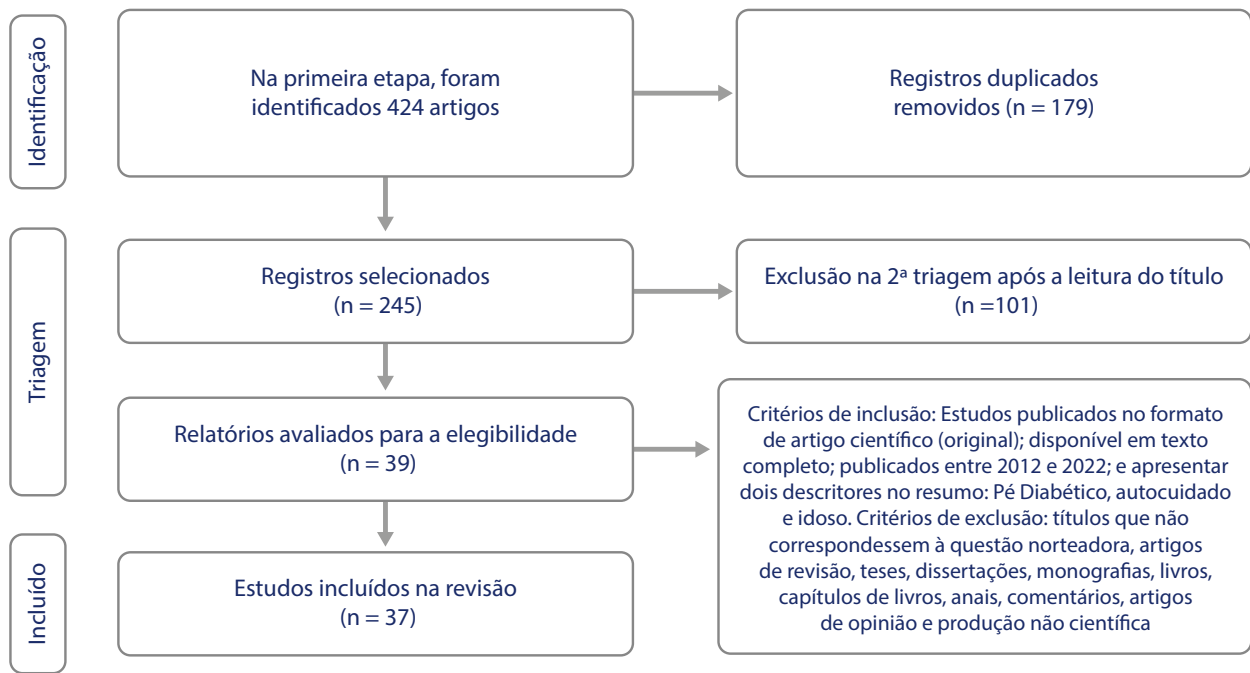 Identificação
Na primeira etapa, foram
identificados 424 artigos
Registros duplicados
removidos (n = 179)
Triagem
Registros selecionados
(n = 245)
Exclusão na 2ª triagem após a leitura do título
(n =101)
Relatórios avaliados para a elegibilidade
(n = 39)
Critérios de inclusão: Estudos publicados no formato
de artigo científico (original); disponível em texto
completo; publicados entre 2012 e 2022; e apresentar
dois descritores no resumo: Pé Diabético, autocuidado
e idoso. Critérios de exclusão: títulos que não
correspondessem à questão norteadora, artigos
de revisão, teses, dissertações, monografias, livros,
capítulos de livros, anais, comentários, artigos
de opinião e produção não científica
Incluído
Estudos incluídos na revisão
(n = 37)